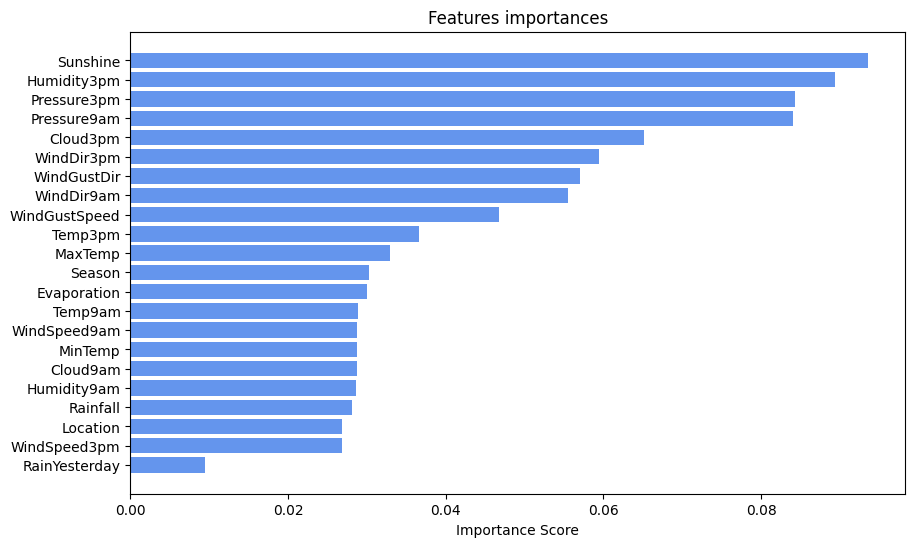 Features importances
Sunshine
Humidity3pm
Pressure3pm
Pressure9am
Cloud3pm
WindDir3pm
WindGustDir
WindDir9am
WindGustSpeed
Temp3pm
MaxTemp
Season
Evaporation
Temp9am
WindSpeed9am
MinTemp
Cloud9am
Humidity9am
Rainfall
Location
WindSpeed3pm
RainYesterday
0.00 0.02 0.04 0.06 0.08
Importance Score